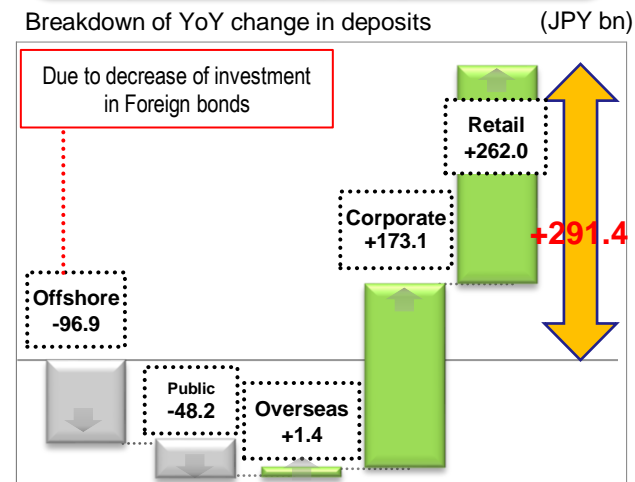 Breakdown of YoY change in deposits
(JPY bn)
Due to decrease of investment
in Foreign bonds
Retail
+262.0
Corporate
+173.1
+291.4
Offshore
-96.9
Public
-48.2
Overseas
+1.4